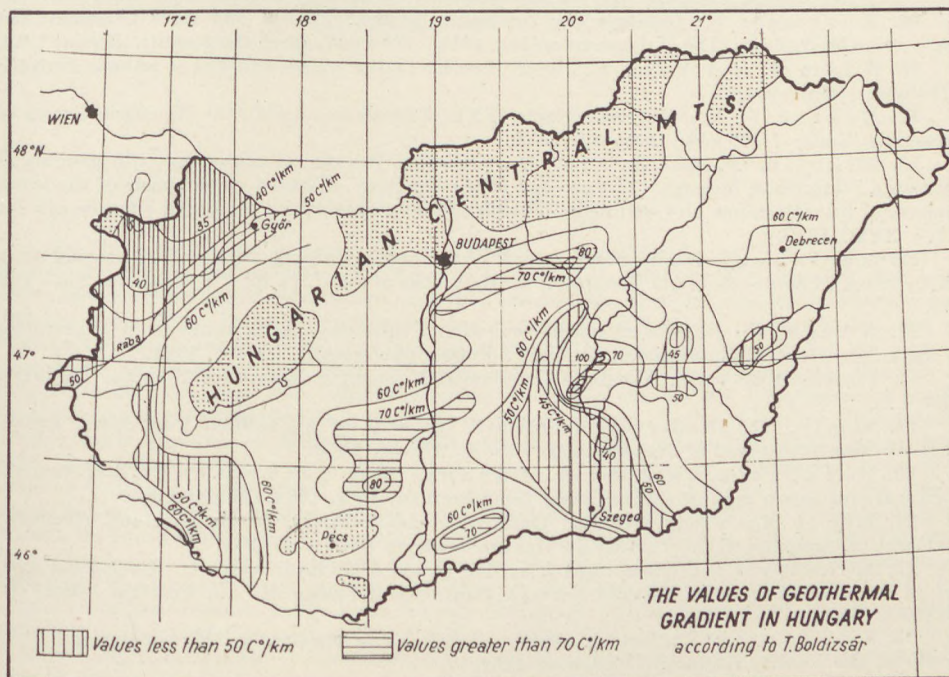 17° E 18° 19° 20° 21°
WIEN
48° N
HUNGARIAN CENTRAL MTS
40 C°/km
50 C°/km
35
Győr
60 C°/km
BUDAPEST
80
Debrecen
70 C°/km
40
60 C°/km
Rába
47°
50
60 C°/km
100
70
45
50
50
50 C°/km
45 C°/km
60 C°/km
70 C°/km
40
80
60
50
50 C°/km
60 C°/km
60 C°/km
60 C°/km
70
Szeged
Pécs
46°
THE VALUES OF GEOTHERMAL
GRADIENT IN HUNGARY
according to T. Boldizsár
Values less than 50 C°/km
Values greater than 70 C°/km